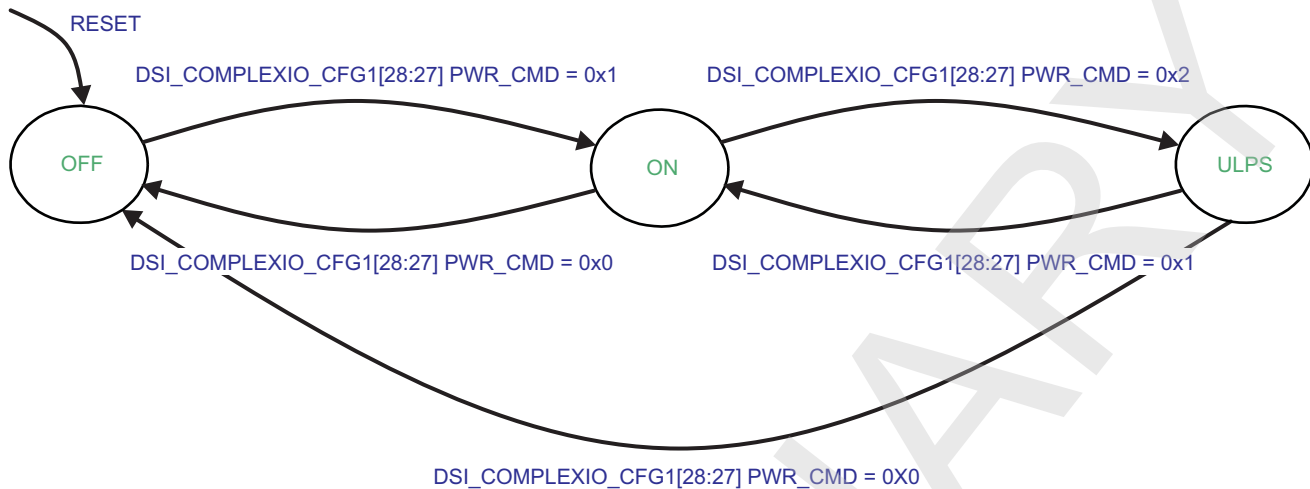 RESET
DSI_COMPLEXIO_CFG1[28:27] PWR_CMD = 0x1
DSI_COMPLEXIO_CFG1[28:27] PWR_CMD = 0x2
OFF
ON
ULPS
DSI_COMPLEXIO_CFG1[28:27] PWR_CMD = 0x0
DSI_COMPLEXIO_CFG1[28:27] PWR_CMD = 0x1
DSI_COMPLEXIO_CFG1[28:27] PWR_CMD = 0X0